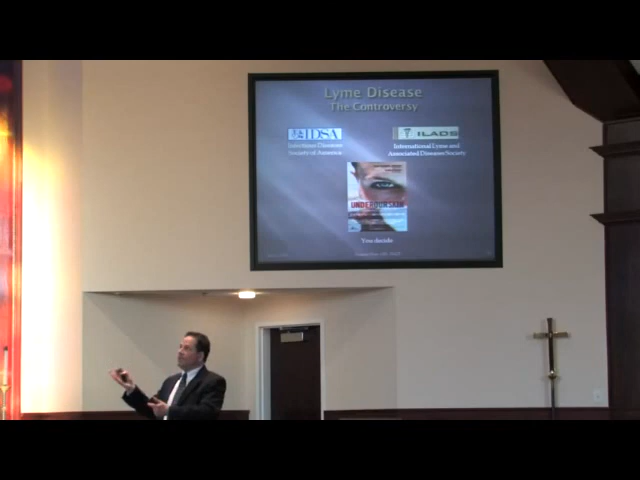 Lyme Disease
The Controversy
IDSA
Infectious Diseases
Society of America
ILADS
International Lyme and
Associated Diseases Society
UNDER OUR SKIN
You decide